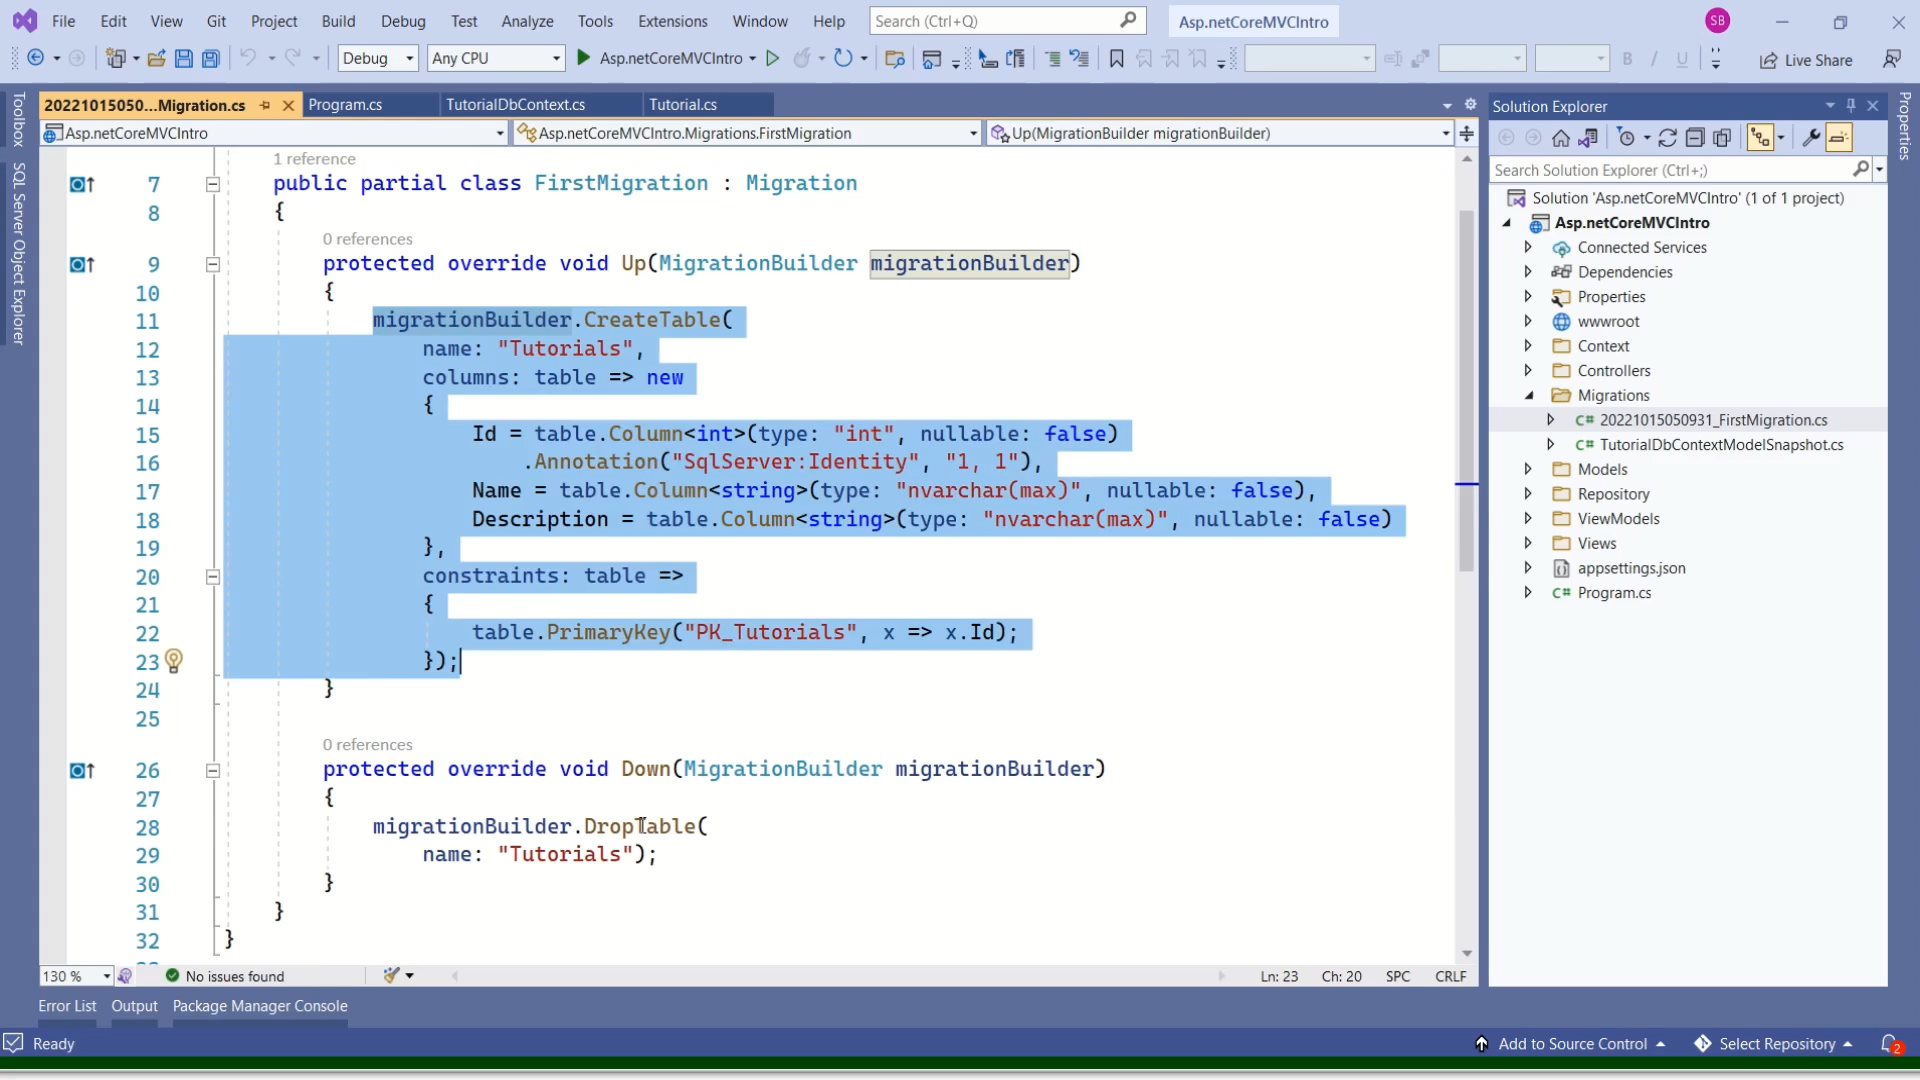 File Edit View Git Project Build Debug Test Analyze Tools Extensions Window Help Search (Ctrl+Q) Asp.netCoreMVCIntro SB
Debug Any CPU Asp.netCoreMVCIntro Live Share
20221015050...Migration.cs Program.cs TutorialDbContext.cs Tutorial.cs
Asp.netCoreMVCIntro Asp.netCoreMVCIntro.Migrations.FirstMigration Up(MigrationBuilder migrationBuilder)
Toolbox
SQL Server Object Explorer
1 reference
7 public partial class FirstMigration : Migration
8 {
0 references
9 protected override void Up(MigrationBuilder migrationBuilder)
10 {
11 migrationBuilder.CreateTable(
12 name: "Tutorials",
13 columns: table => new
14 {
15 Id = table.Column<int>(type: "int", nullable: false)
16 .Annotation("SqlServer:Identity", "1, 1"),
17 Name = table.Column<string>(type: "nvarchar(max)", nullable: false),
18 Description = table.Column<string>(type: "nvarchar(max)", nullable: false)
19 },
20 constraints: table =>
21 {
22 table.PrimaryKey("PK_Tutorials", x => x.Id);
23 });
24 }
25
0 references
26 protected override void Down(MigrationBuilder migrationBuilder)
27 {
28 migrationBuilder.DropTable(
29 name: "Tutorials");
30 }
31 }
32 }
130 % No issues found Ln: 23 Ch: 20 SPC CRLF
Solution Explorer
Search Solution Explorer (Ctrl+;)
Solution 'Asp.netCoreMVCIntro' (1 of 1 project)
Asp.netCoreMVCIntro
Connected Services
Dependencies
Properties
wwwroot
Context
Controllers
Migrations
C# 20221015050931_FirstMigration.cs
C# TutorialDbContextModelSnapshot.cs
Models
Repository
ViewModels
Views
appsettings.json
C# Program.cs
Properties
Error List Output Package Manager Console
Ready Add to Source Control Select Repository 2